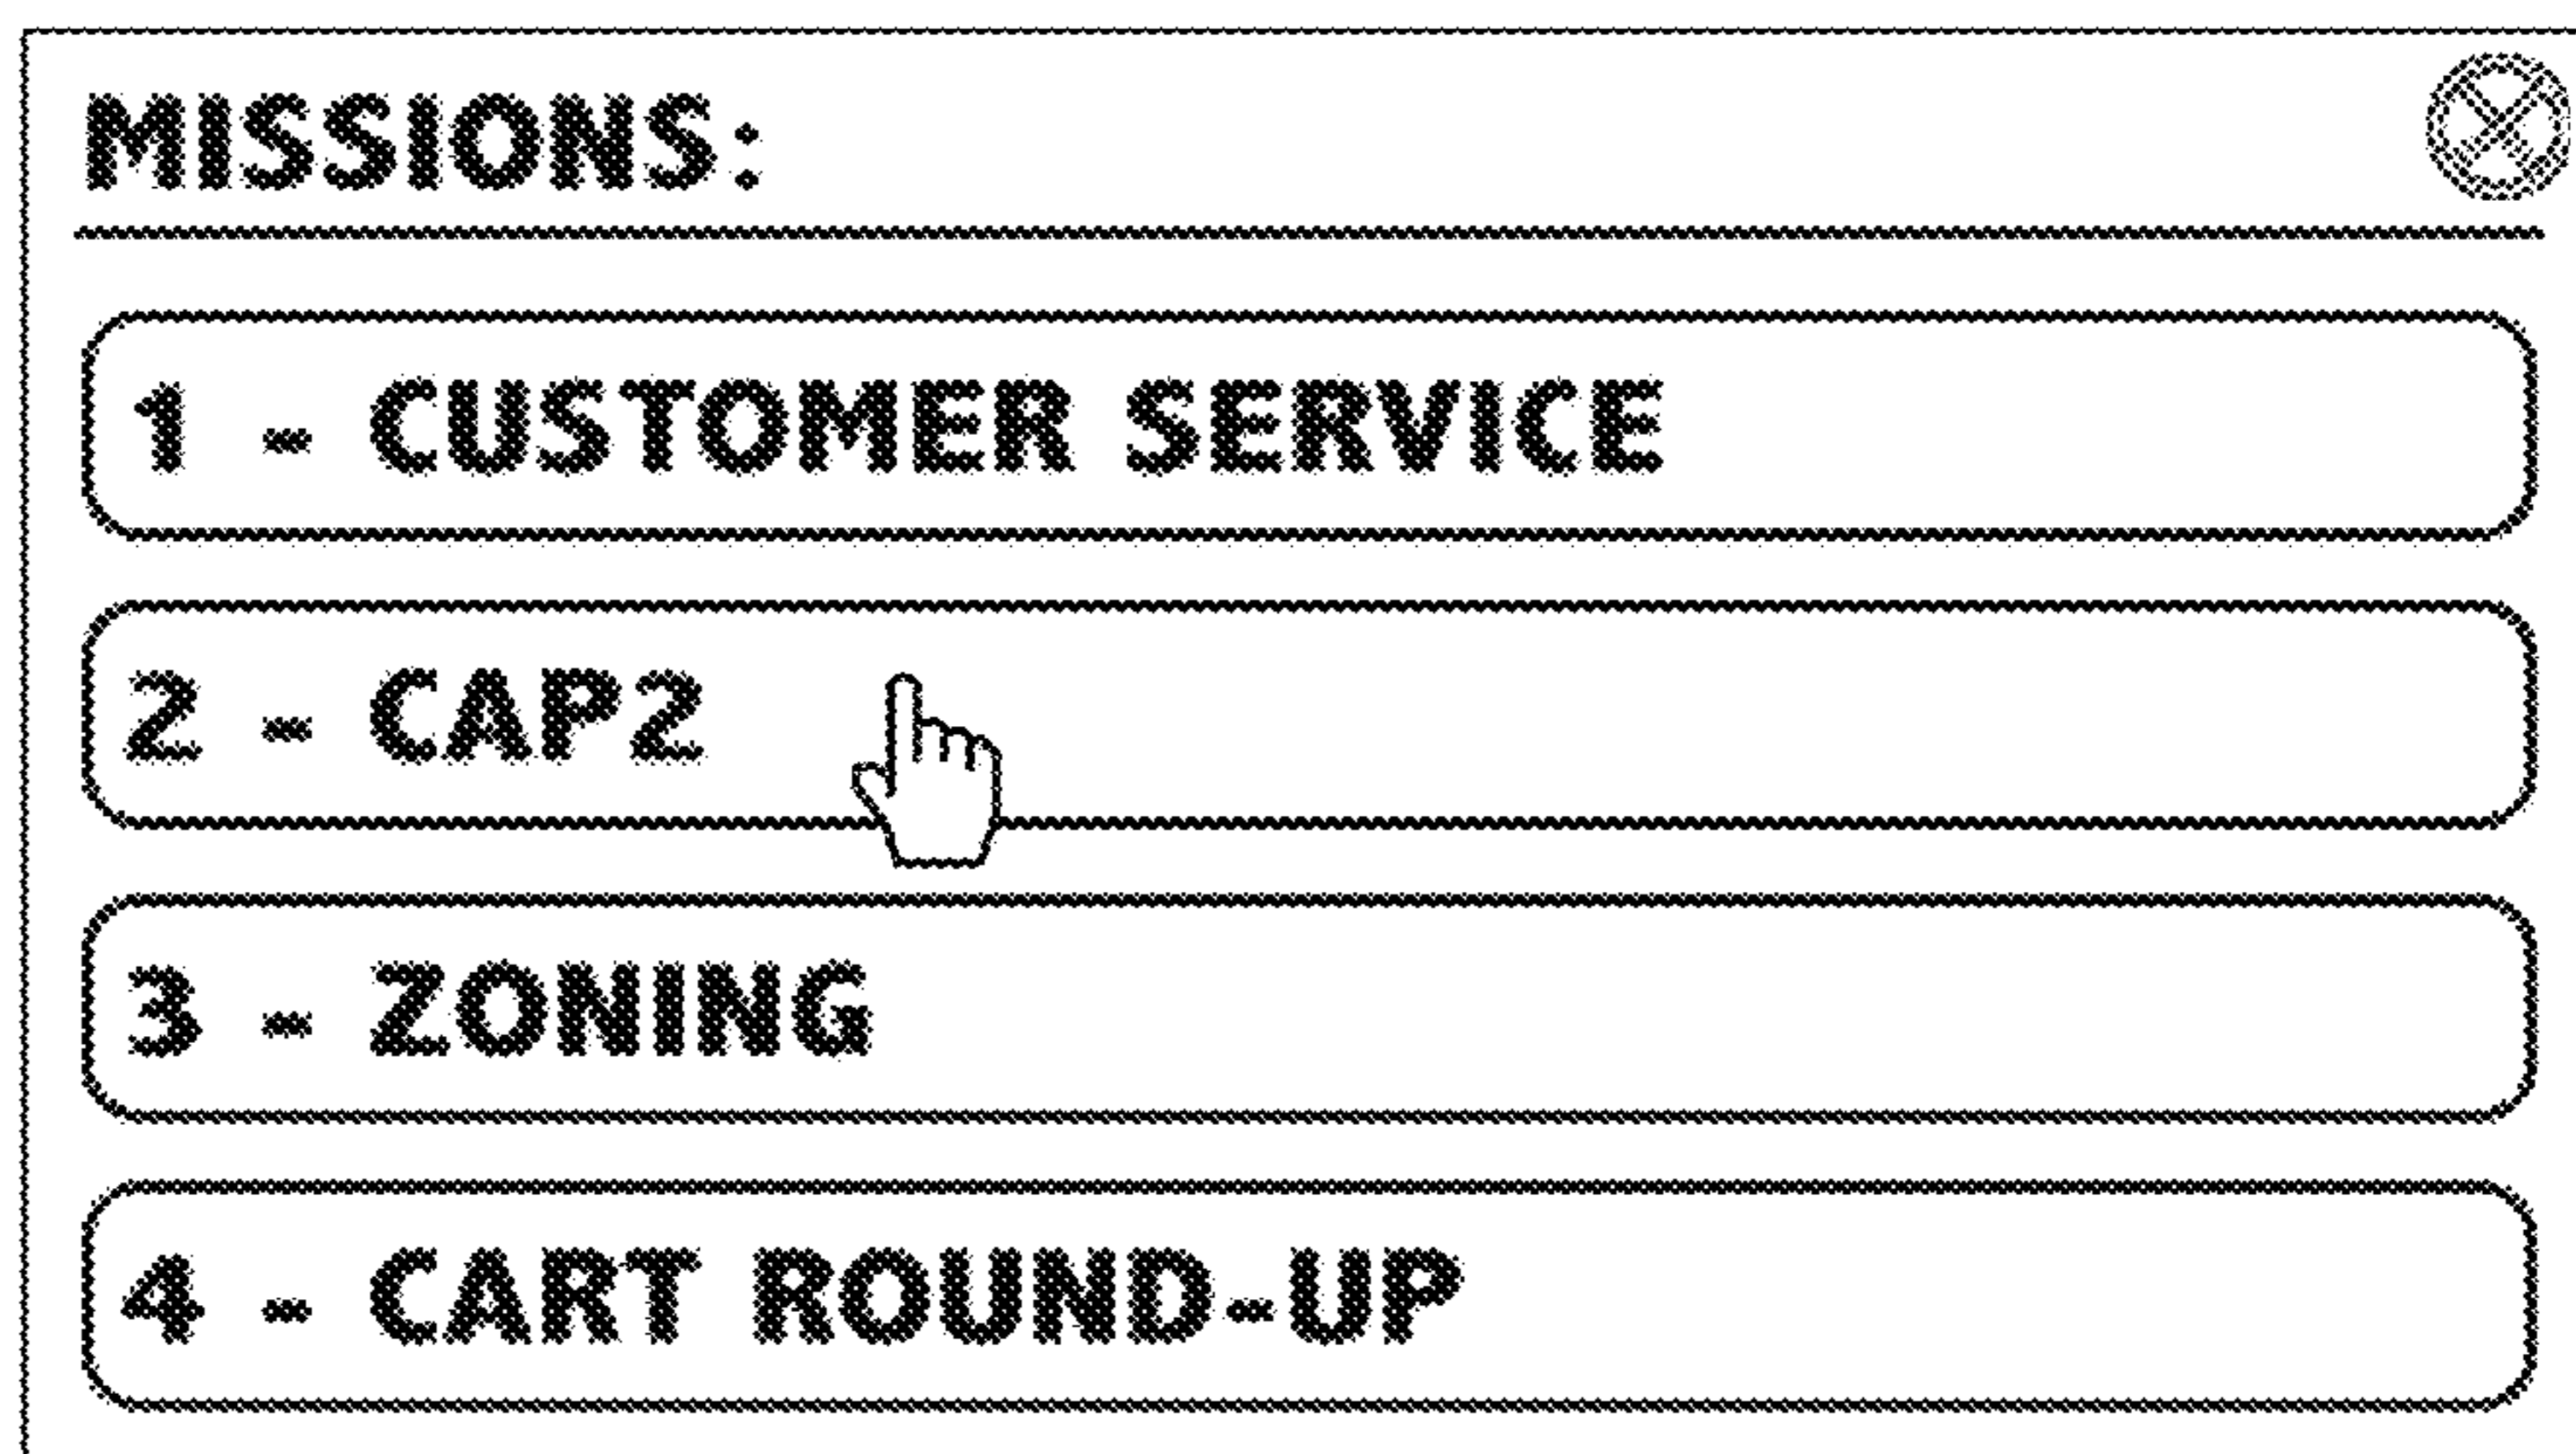 MISSIONS:
1 - CUSTOMER SERVICE
2 - CAP2
3 - ZONING
4 - CART ROUND-UP